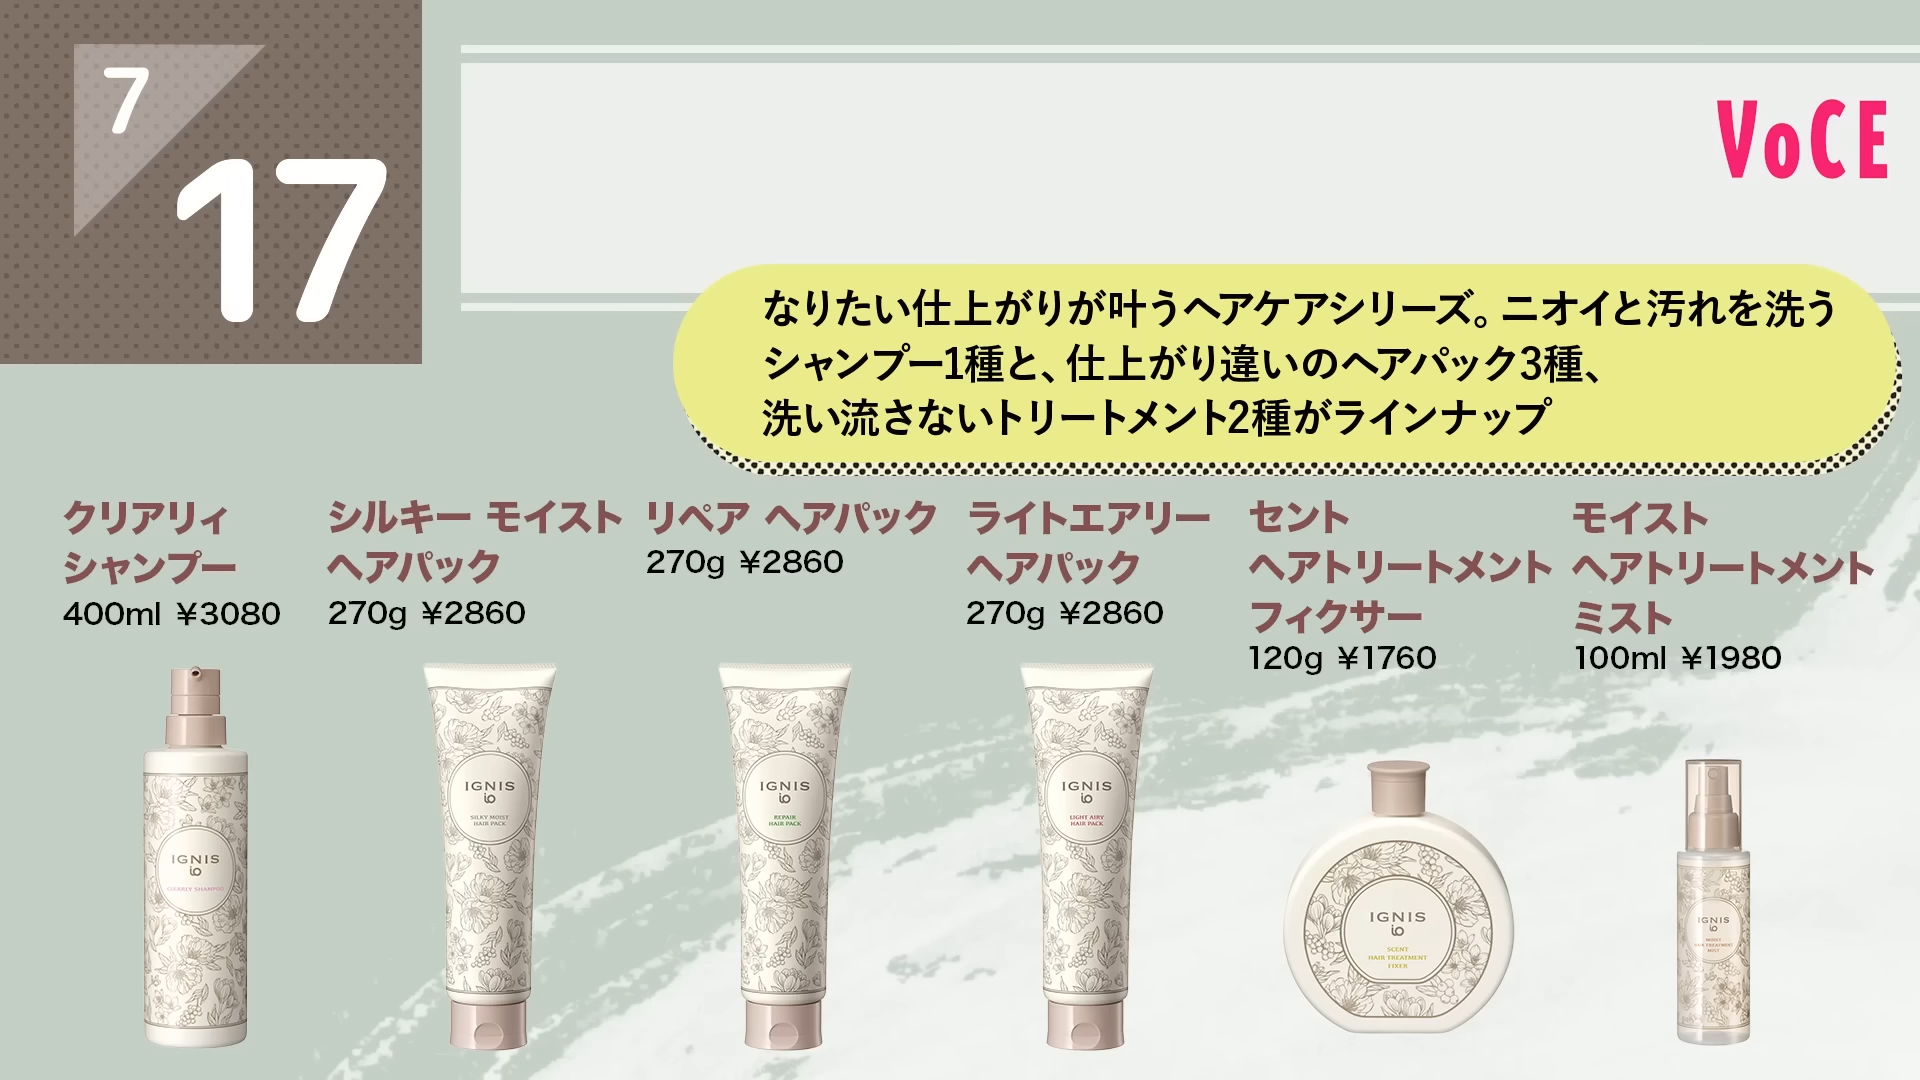 7
17
VoCE
なりたい仕上がりが叶うヘアケアシリーズ。ニオイと汚れを洗う
シャンプー1種と、仕上がり違いのヘアパック3種、
洗い流さないトリートメント2種がラインナップ
クリアリィ
シャンプー
400ml ¥3080
シルキー モイスト
ヘアパック
270g ¥2860
リペア ヘアパック
270g ¥2860
ライトエアリー
ヘアパック
270g ¥2860
セント
ヘアトリートメント
フィクサー
120g ¥1760
モイスト
ヘアトリートメント
ミスト
100ml ¥1980
IGNIS
io
CLEARLY SHAMPOO
IGNIS
io
SILKY MOIST
HAIR PACK
IGNIS
io
REPAIR
HAIR PACK
IGNIS
io
LIGHT AIRY
HAIR PACK
IGNIS
io
SCENT
HAIR TREATMENT
FIXER
IGNIS
io
MOIST
HAIR TREATMENT
MIST